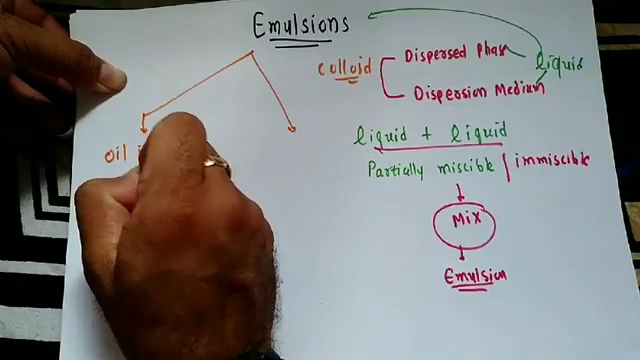 Emulsions
colloid
Dispersed Phase
liquid
Dispersion Medium
liquid + liquid
Partially miscible / immiscible
Mix
Emulsion
oil